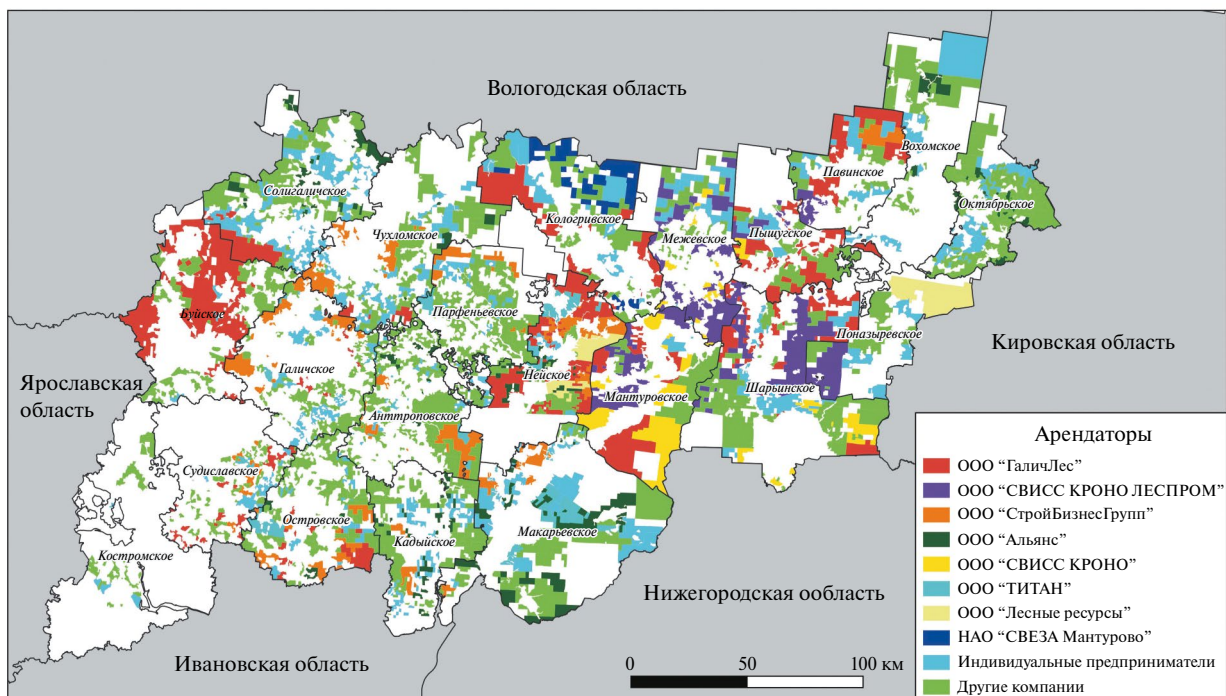 Вологодская область
Вохомское
Павинское
Солигаличское
Октябрьское
Кологривское
Чухломское
Межевское
Пыщугское
Буйское
Парфеньевское
Поназыревское
Кировская область
Ярославская
область
Галичское
Нейское
Мантуровское
Шарьинское
Анттроповское
Судиславское
Островское
Кадыйское
Макарьевское
Костромское
Нижегородская ообласть
Ивановская область
0 50 100 км
Арендаторы
ООО “ГаличЛес”
ООО “СВИСС КРОНО ЛЕСПРОМ”
ООО “СтройБизнесГрупп”
ООО “Альянс”
ООО “СВИСС КРОНО”
ООО “ТИТАН”
ООО “Лесные ресурсы”
НАО “СВЕЗА Мантурово”
Индивидуальные предприниматели
Другие компании